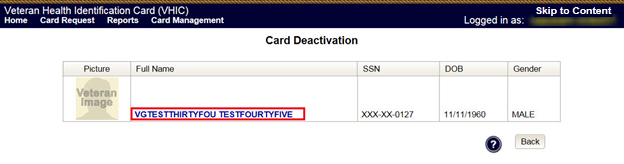 Veteran Health Identification Card (VHIC)
Skip to Content
Home Card Request Reports Card Management
Logged in as:
Card Deactivation
Picture Full Name SSN DOB Gender
Veteran
Image
VGTESTTHIRTYFOU TESTFOURTYFIVE XXX-XX-0127 11/11/1960 MALE
? Back